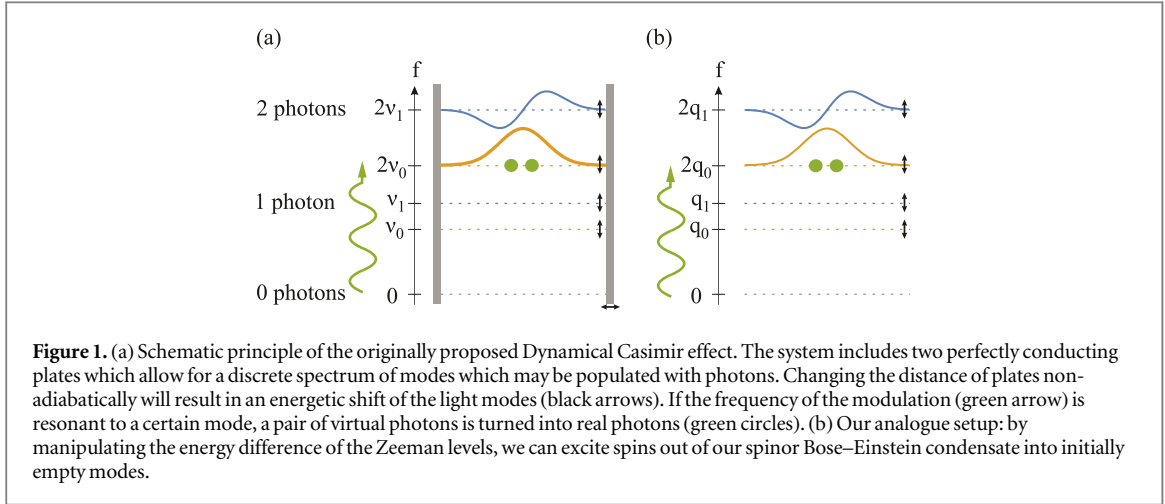 (a)
(b)
f
f
2 photons
2ν₁
2q₁
2ν₀
2q₀
1 photon
ν₁
q₁
ν₀
q₀
0 photons
0
0
Figure 1. (a) Schematic principle of the originally proposed Dynamical Casimir effect. The system includes two perfectly conducting
plates which allow for a discrete spectrum of modes which may be populated with photons. Changing the distance of plates non-
adiabatically will result in an energetic shift of the light modes (black arrows). If the frequency of the modulation (green arrow) is
resonant to a certain mode, a pair of virtual photons is turned into real photons (green circles). (b) Our analogue setup: by
manipulating the energy difference of the Zeeman levels, we can excite spins out of our spinor Bose–Einstein condensate into initially
empty modes.